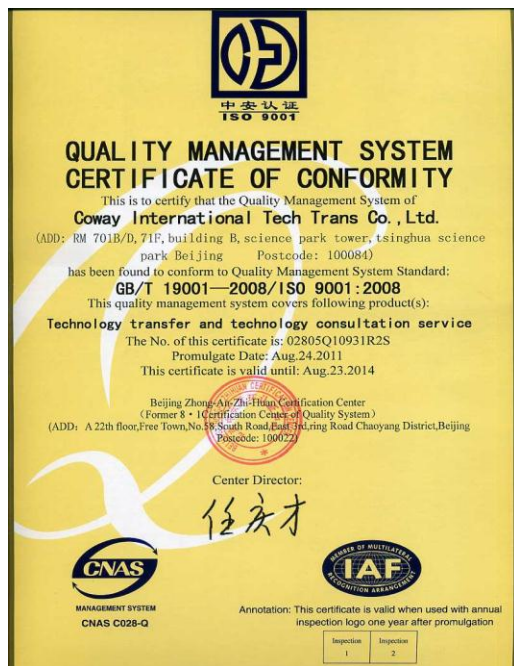 中安认证
ISO 9001
QUALITY MANAGEMENT SYSTEM
CERTIFICATE OF CONFORMITY
This is to certify that the Quality Management System of
Coway International Tech Trans Co.,Ltd.
(ADD: RM 701B/D,71F,building B,science park tower,tsinghua science
park Beijing Postcode: 100084)
has been found to conform to Quality Management System Standard:
GB/T 19001—2008/ISO 9001:2008
This quality management system covers following product(s):
Technology transfer and technology consultation service
The No. of this certificate is: 02805Q10931R2S
Promulgate Date: Aug.24.2011
This certificate is valid until: Aug.23.2014
Beijing Zhong-An-Zhi-Huan Certification Center
(Former 8・1Certification Center of Quality System)
(ADD: A 22th floor,Free Town,No.58,South Road,East 3rd,ring Road Chaoyang District,Beijing
Postcode: 100022)
Center Director:
任庆才
CNAS
MANAGEMENT SYSTEM
CNAS C028-Q
MEMBER OF MULTILATERAL
IAF
RECOGNITION ARRANGEMENT
Annotation: This certificate is valid when used with annual
inspection logo one year after promulgation
Inspection Inspection
1 2